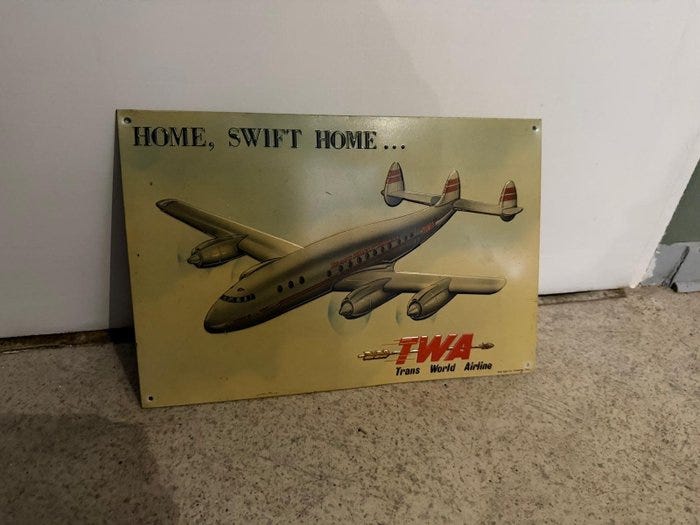 HOME, SWIFT HOME...
TWA
Trans World Airline